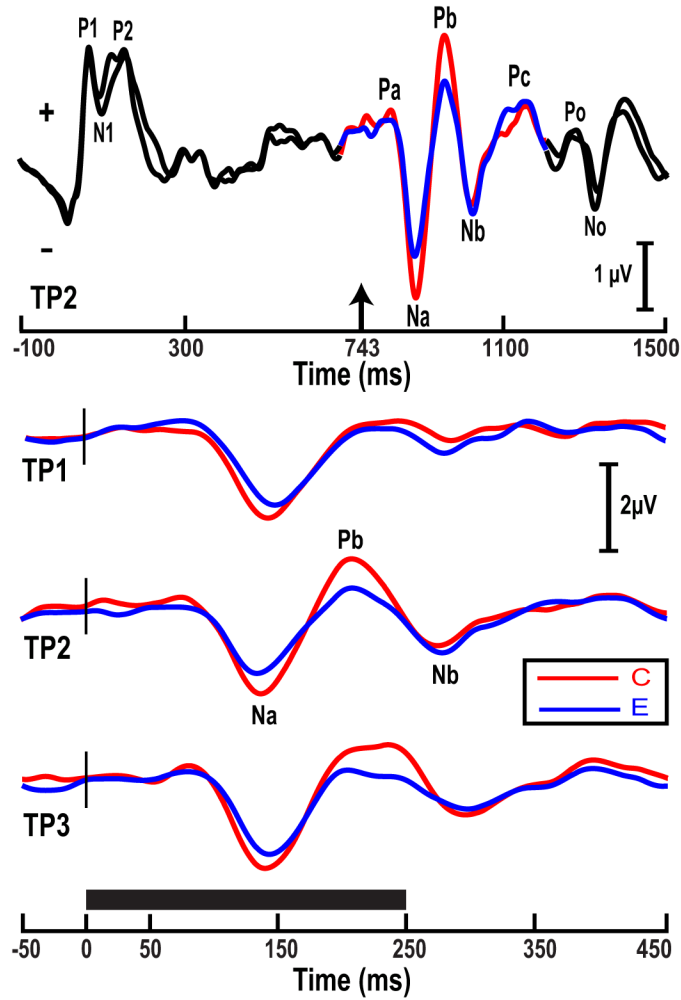 P1 P2
N1
Pa
Pb
Pc
Po
+
-
Na
Nb
No
1 µV
TP2
-100 300 743 1100 1500
Time (ms)
TP1
2µV
Pb
TP2
Na
Nb
C
E
TP3
-50 0 50 150 250 350 450
Time (ms)